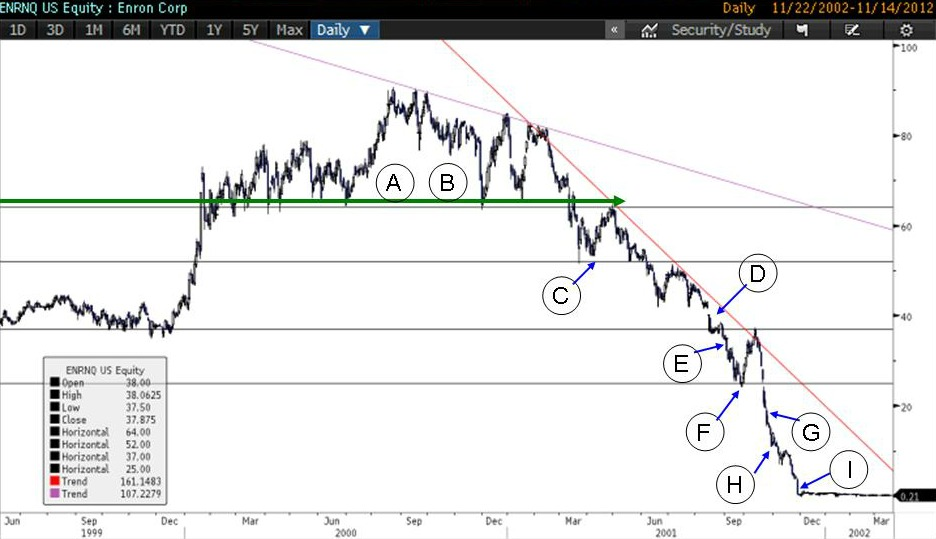 ENRNQ US Equity : Enron Corp Daily 11/22/2002-11/14/2012
1D 3D 1M 6M YTD 1Y 5Y Max Daily ▼ « Security/Study
100
80
A B
60
C
D
40
E
F
G
20
H
I
0.21
ENRNQ US Equity
Open 38.00
High 38.0625
Low 37.50
Close 37.875
Horizontal 64.00
Horizontal 52.00
Horizontal 37.00
Horizontal 25.00
Trend 161.1483
Trend 107.2279
Jun Sep Dec Mar Jun Sep Dec Mar Jun Sep Dec Mar
1999 2000 2001 2002